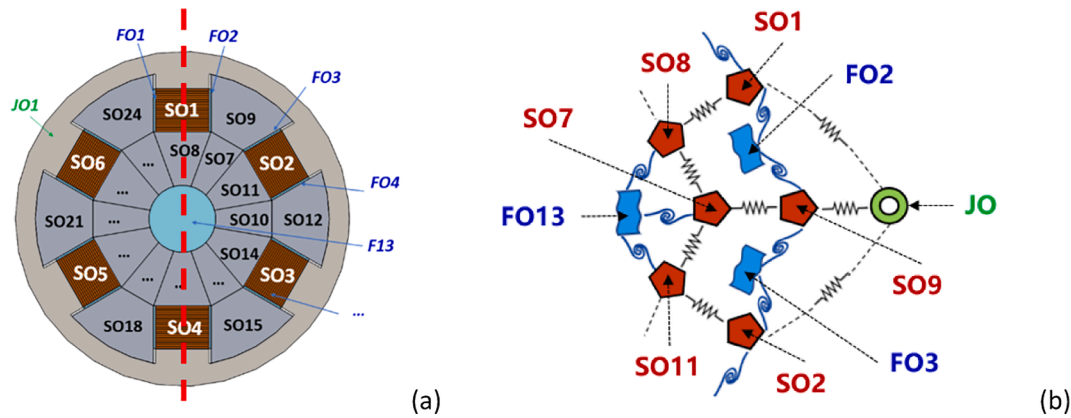 FO1
FO2
FO3
JO1
SO24
SO1
SO9
SO6
...
SO8
SO7
SO2
FO4
...
SO11
SO21
...
SO10
SO12
F13
...
SO14
SO5
...
...
...
SO3
...
SO18
SO4
SO15
(a)
SO1
SO8
FO2
SO7
FO13
JO
SO9
SO11
SO2
FO3
(b)